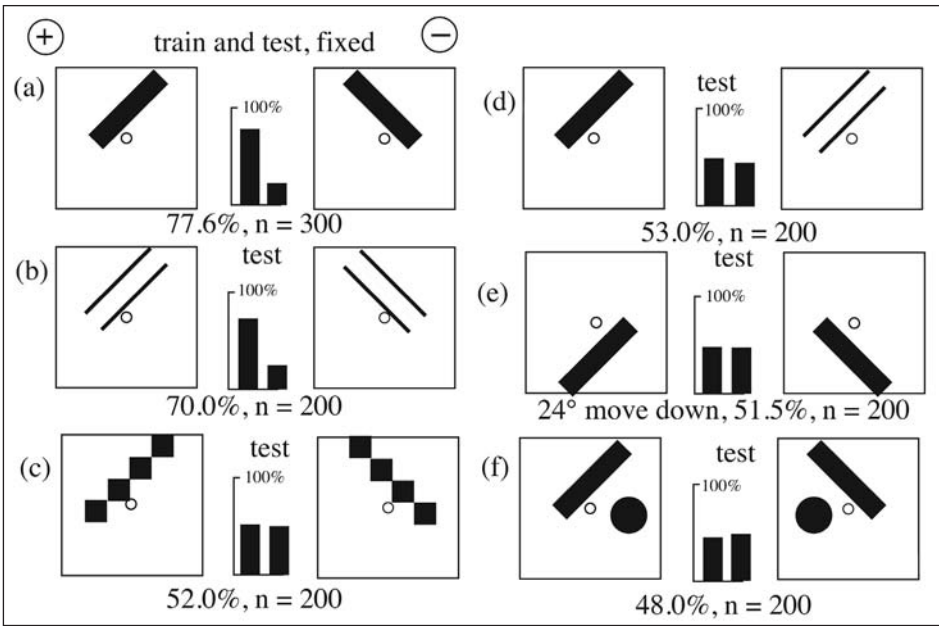 + train and test, fixed −
(a)
100%
77.6%, n = 300
(b)
test
100%
70.0%, n = 200
(c)
test
100%
52.0%, n = 200
(d)
test
100%
53.0%, n = 200
(e)
test
100%
24° move down, 51.5%, n = 200
(f)
test
100%
48.0%, n = 200